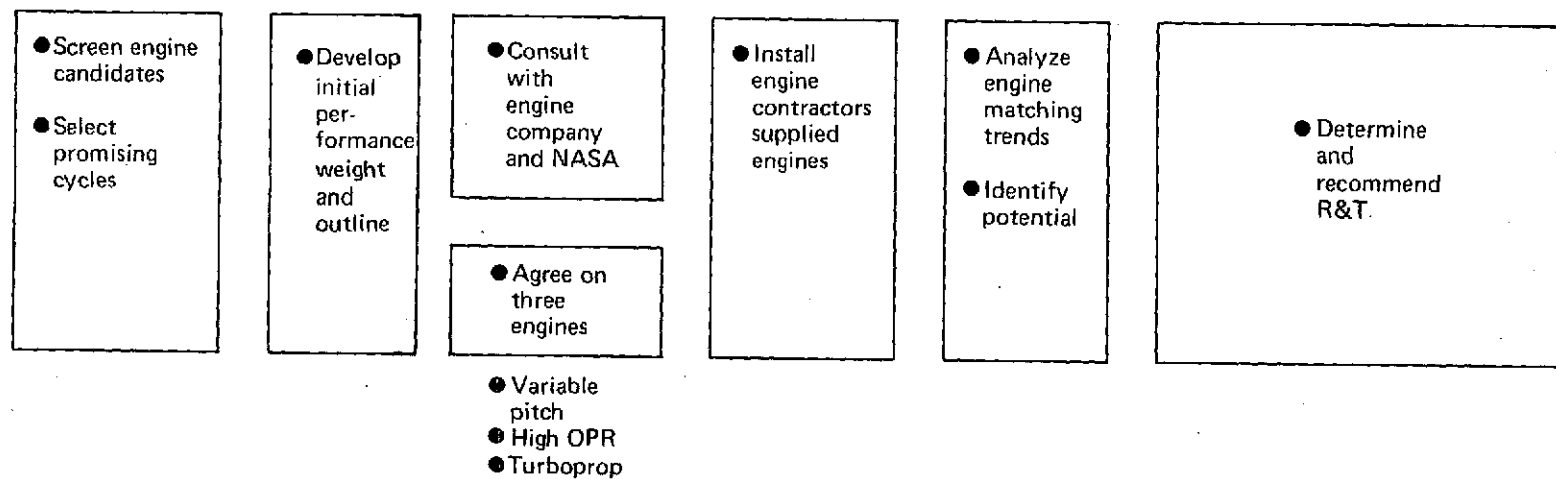 ● Screen engine
candidates
● Select
promising
cycles
● Develop
initial
per-
formance
weight
and
outline
● Consult
with
engine
company
and NASA
● Agree on
three
engines
● Variable
pitch
● High OPR
● Turboprop
● Install
engine
contractors
supplied
engines
● Analyze
engine
matching
trends
● Identify
potential
● Determine
and
recommend
R&T.